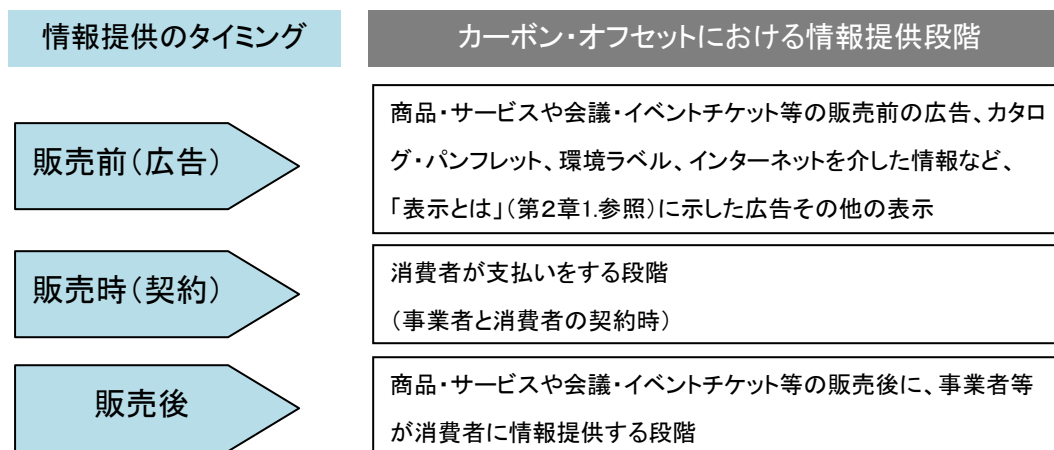 情報提供のタイミング
カーボン・オフセットにおける情報提供段階
販売前(広告)
商品・サービスや会議・イベントチケット等の販売前の広告、カタロ
グ・パンフレット、環境ラベル、インターネットを介した情報など、
「表示とは」(第2章1.参照)に示した広告その他の表示
販売時(契約)
消費者が支払いをする段階
(事業者と消費者の契約時)
販売後
商品・サービスや会議・イベントチケット等の販売後に、事業者等
が消費者に情報提供する段階